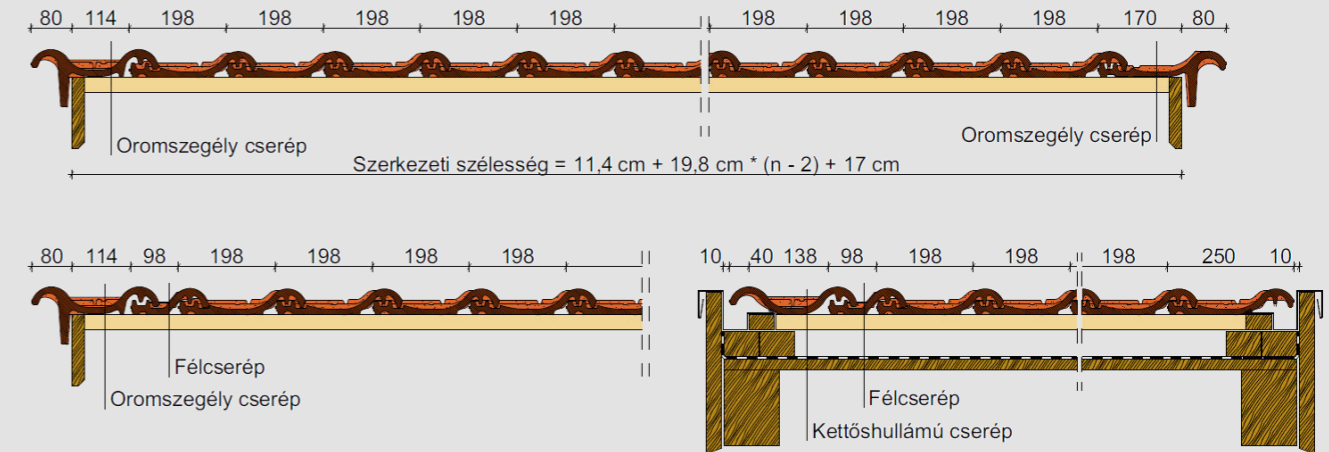 80 114 198 198 198 198 198 198 198 198 198 170 80
Oromszegély cserép
Oromszegély cserép
Szerkezeti szélesség = 11,4 cm + 19,8 cm * (n - 2) + 17 cm
80 114 98 198 198 198 198
Félcserép
Oromszegély cserép
10 40 138 98 198 198 198 250 10
Félcserép
Kettőshullámú cserép